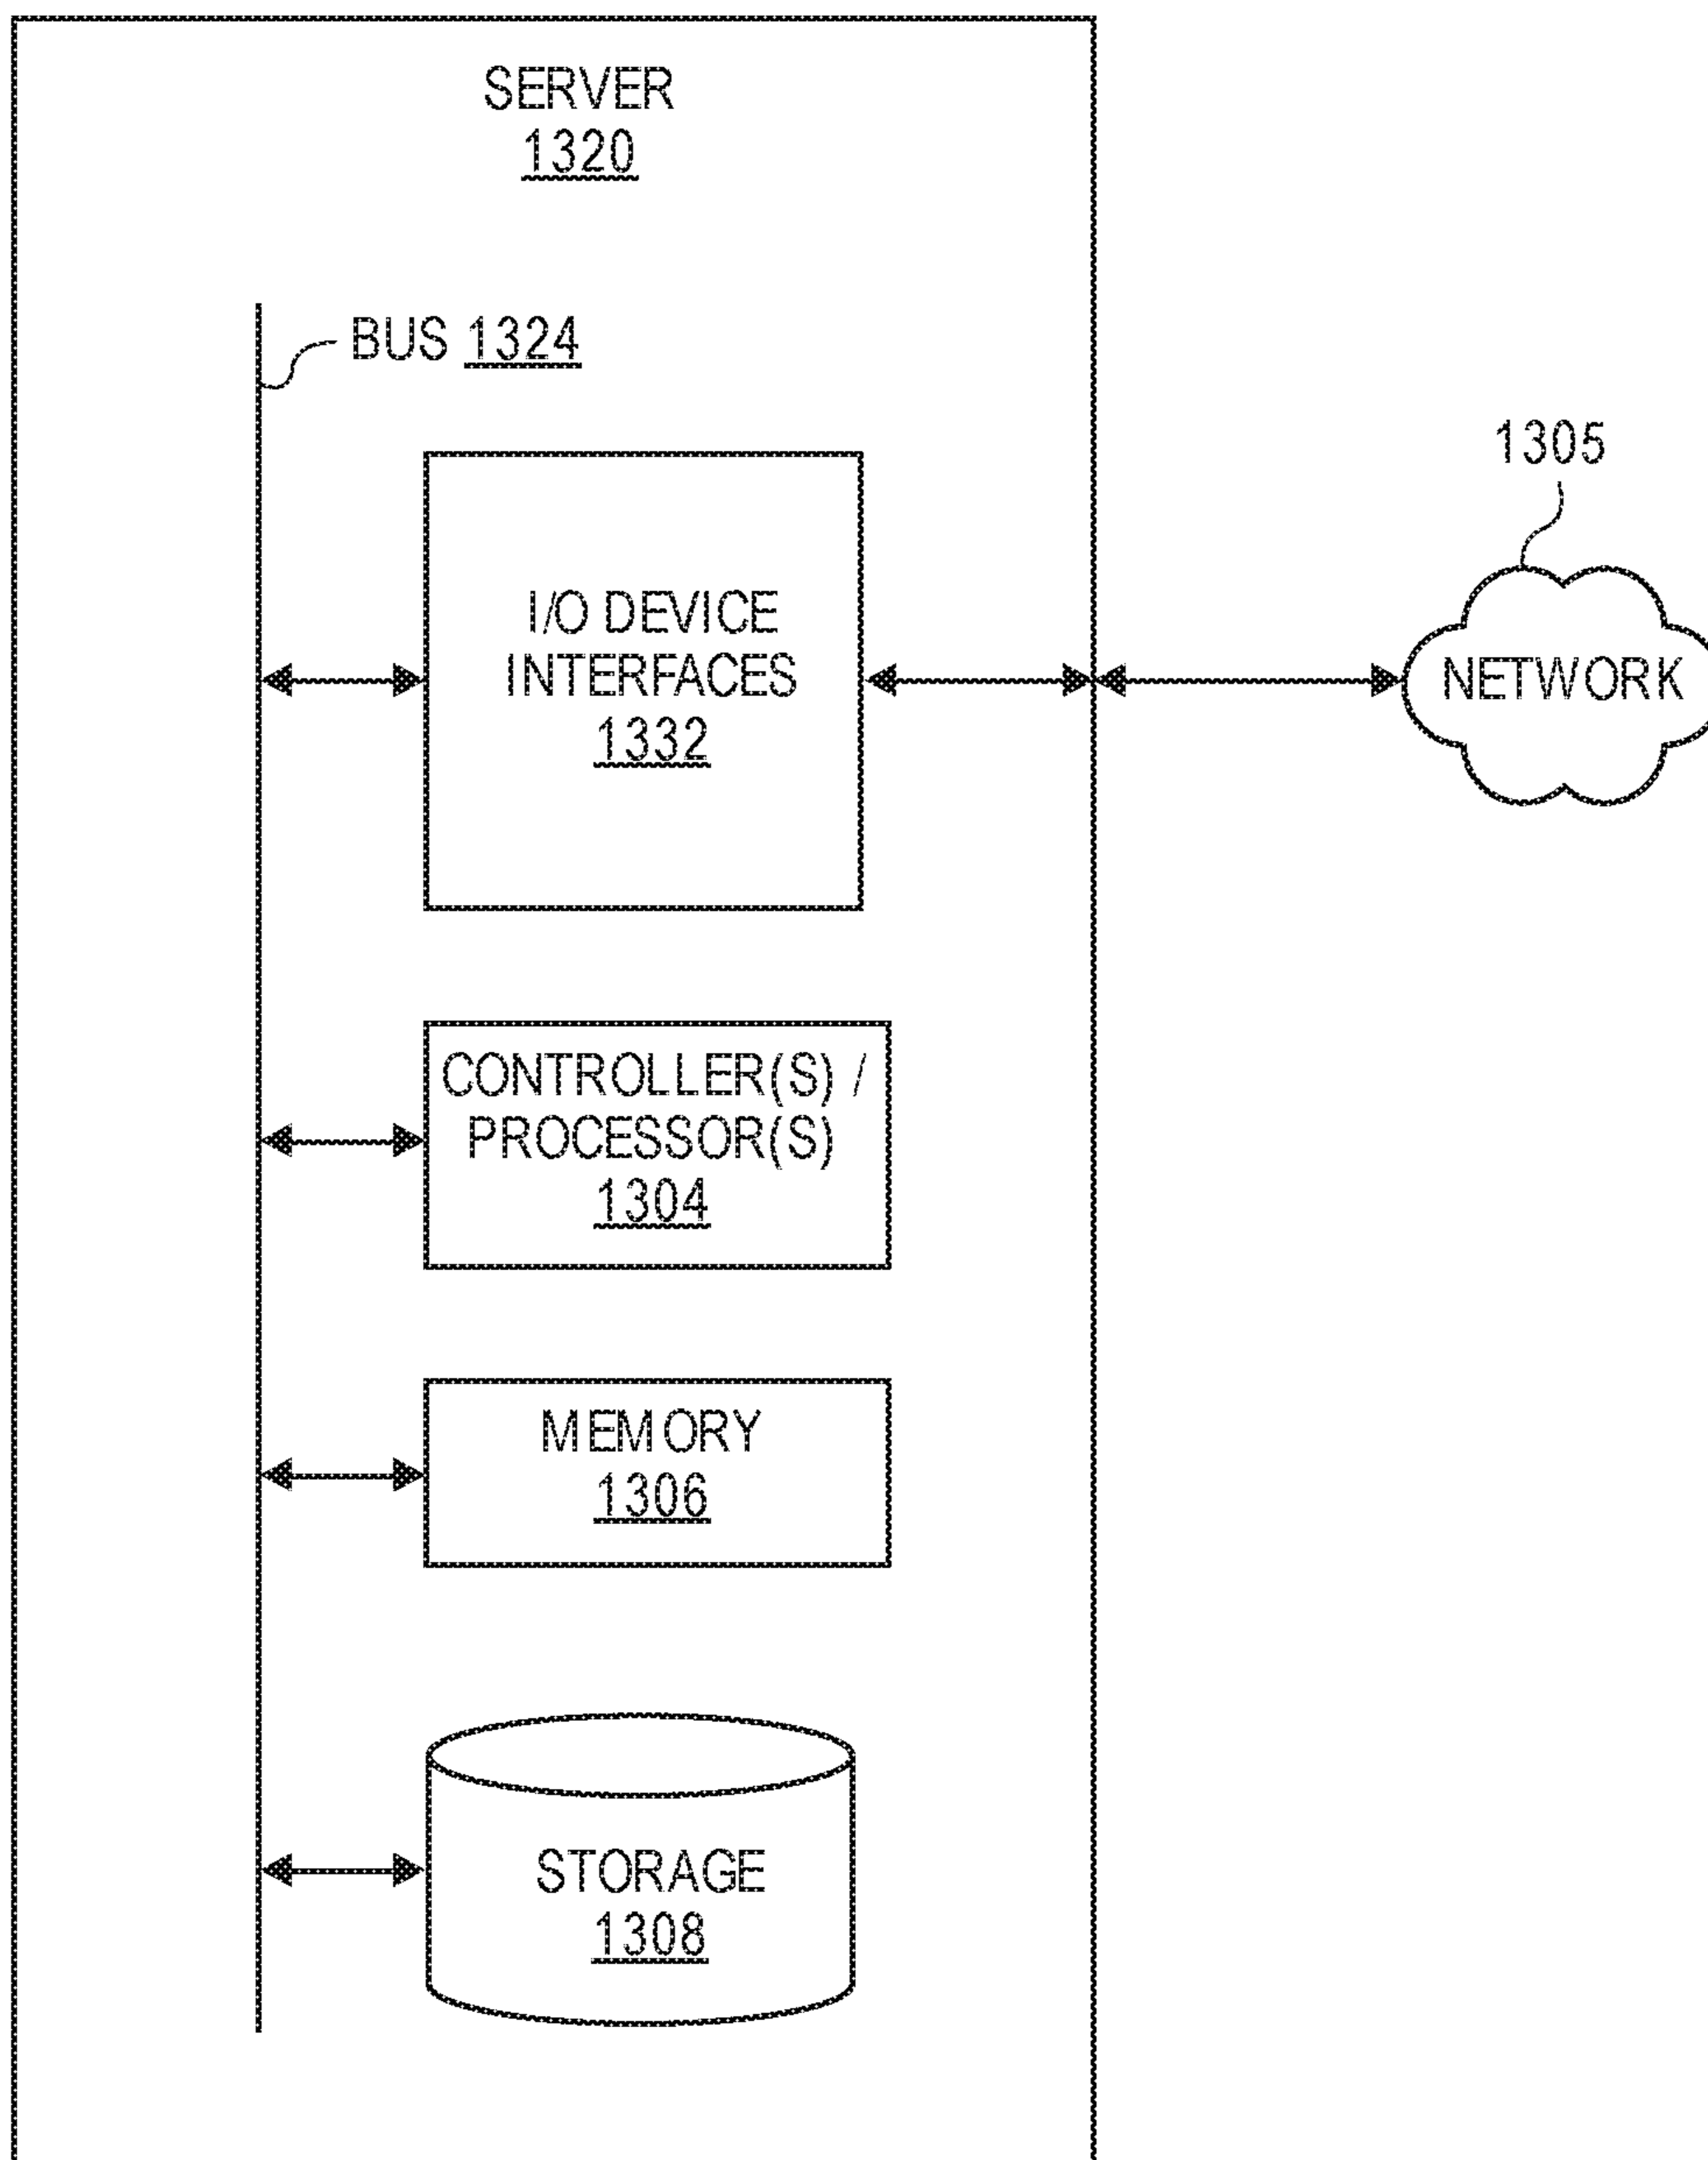 SERVER
1320
BUS 1324
1305
I/O DEVICE
INTERFACES
1332
NETWORK
CONTROLLER(S) /
PROCESSOR(S)
1304
MEMORY
1306
STORAGE
1308